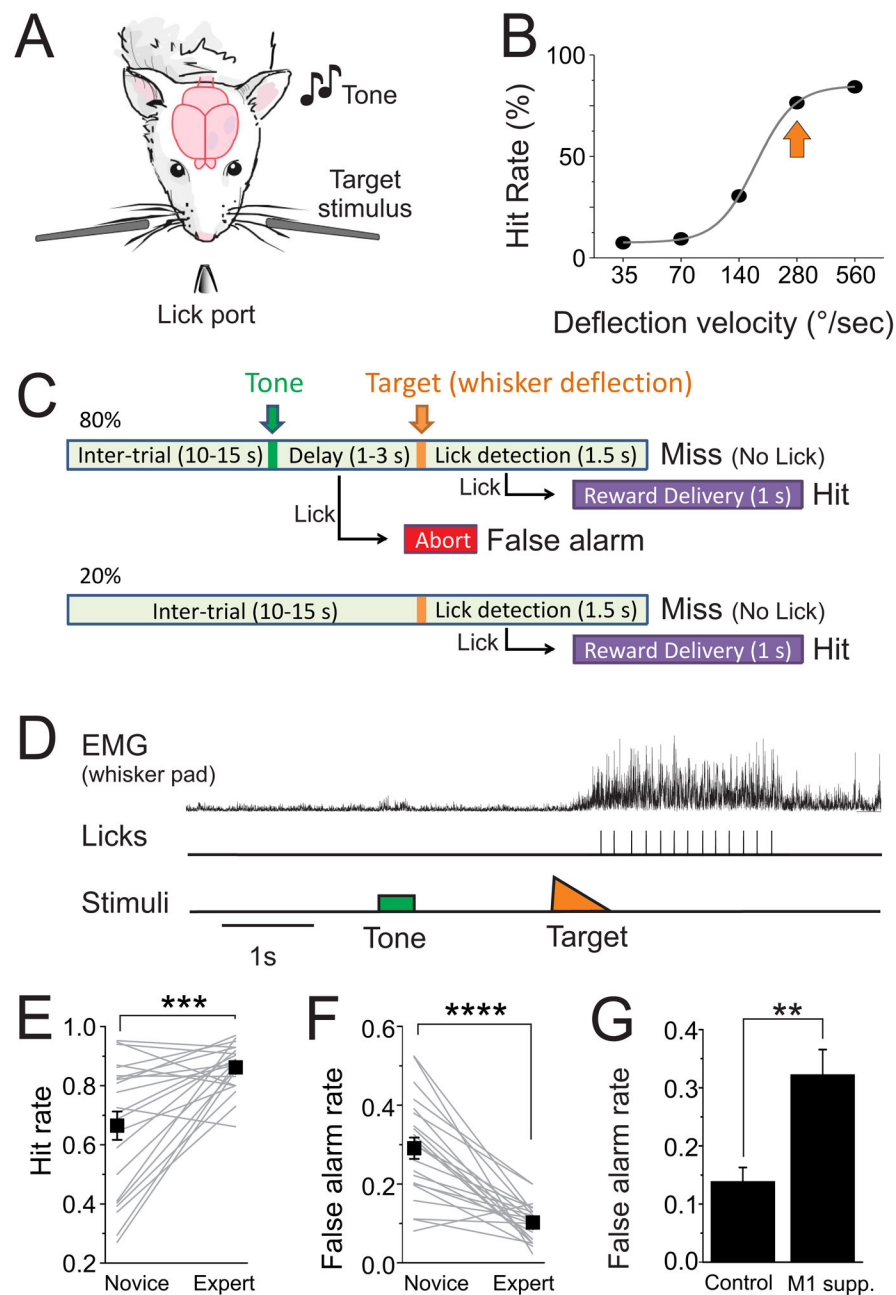 A
Tone
Target
stimulus
Lick port
B
100
50
0
Hit Rate (%)
35 70 140 280 560
Deflection velocity (°/sec)
C
Tone
Target (whisker deflection)
80%
Inter-trial (10-15 s) Delay (1-3 s) Lick detection (1.5 s) Miss (No Lick)
Lick Reward Delivery (1 s) Hit
Lick
Abort False alarm
20%
Inter-trial (10-15 s) Lick detection (1.5 s) Miss (No Lick)
Lick Reward Delivery (1 s) Hit
D
EMG
(whisker pad)
Licks
Stimuli
1s
Tone
Target
E
***
1.0
0.8
0.6
0.4
0.2
Hit rate
Novice Expert
F
****
0.6
0.4
0.2
0.0
False alarm rate
Novice Expert
G
**
0.4
0.3
0.2
0.1
0.0
False alarm rate
Control M1 supp.